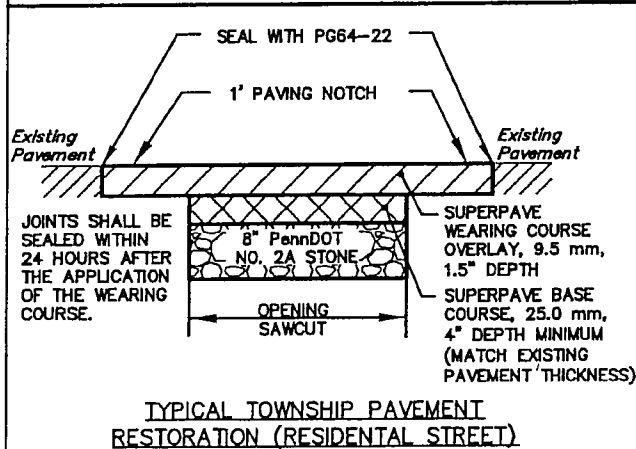 SEAL WITH PG64-22
1' PAVING NOTCH
Existing
Pavement
Existing
Pavement
JOINTS SHALL BE
SEALED WITHIN
24 HOURS AFTER
THE APPLICATION
OF THE WEARING
COURSE.
8" PennDOT
NO. 2A STONE
OPENING
SAWCUT
SUPERPAVE
WEARING COURSE
OVERLAY, 9.5 mm,
1.5" DEPTH
SUPERPAVE BASE
COURSE, 25.0 mm,
4" DEPTH MINIMUM
(MATCH EXISTING
PAVEMENT THICKNESS)
TYPICAL TOWNSHIP PAVEMENT
RESTORATION (RESIDENTAL STREET)